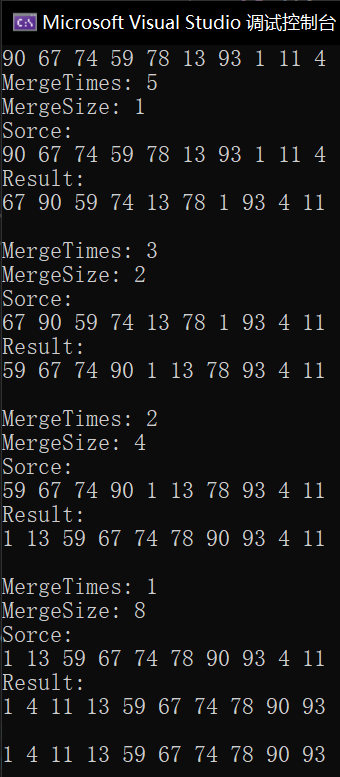 C:\ Microsoft Visual Studio 调试控制台
90 67 74 59 78 13 93 1 11 4
MergeTimes: 5
MergeSize: 1
Sorce:
90 67 74 59 78 13 93 1 11 4
Result:
67 90 59 74 13 78 1 93 4 11
MergeTimes: 3
MergeSize: 2
Sorce:
67 90 59 74 13 78 1 93 4 11
Result:
59 67 74 90 1 13 78 93 4 11
MergeTimes: 2
MergeSize: 4
Sorce:
59 67 74 90 1 13 78 93 4 11
Result:
1 13 59 67 74 78 90 93 4 11
MergeTimes: 1
MergeSize: 8
Sorce:
1 13 59 67 74 78 90 93 4 11
Result:
1 4 11 13 59 67 74 78 90 93
1 4 11 13 59 67 74 78 90 93